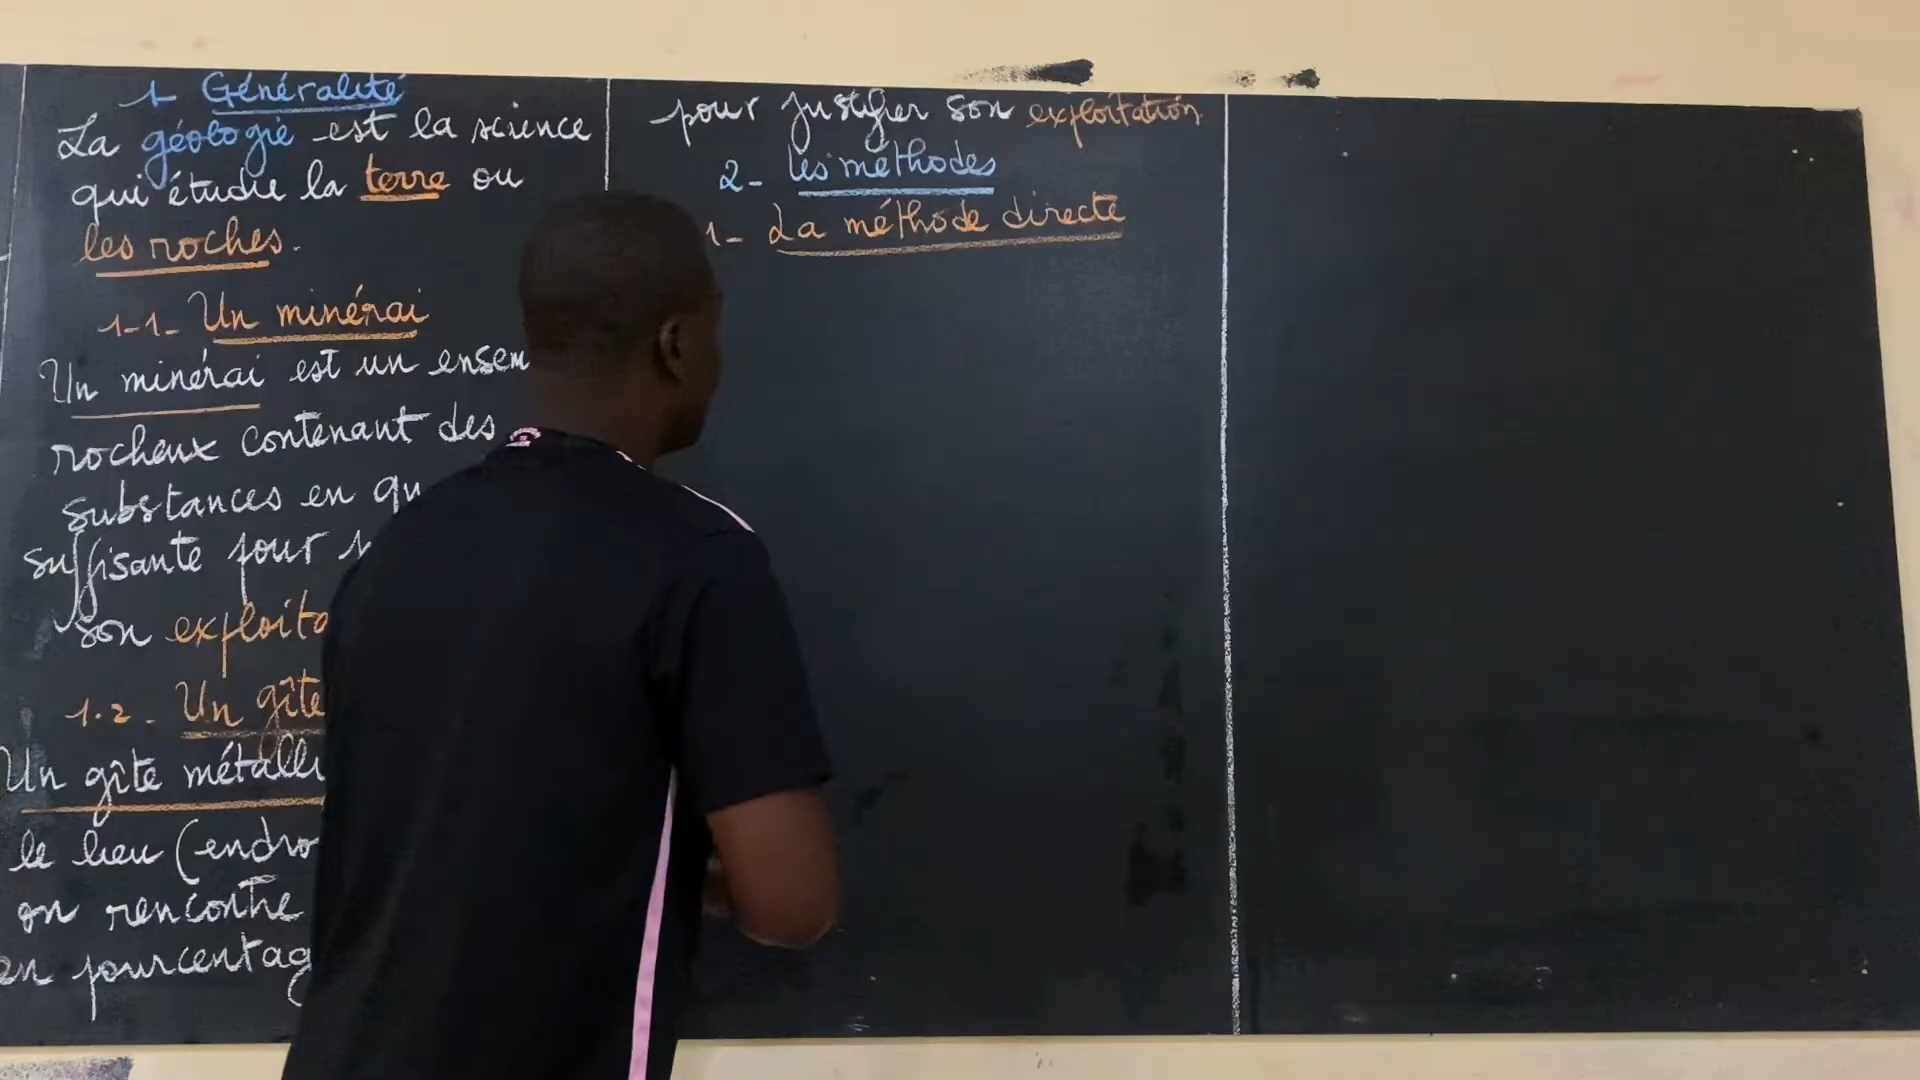 1- Généralité
La géologie est la science
qui étudie la terre ou
les roches.
1-1- Un minérai
Un minérai est un ensem
rocheux contenant des
substances en qu
suffisante pour
son exploita
1.2- Un gîte
Un gîte métalli
le lieu (endro
on rencontre
en pourcentag
pour justifier son exploitation
2- les méthodes
1- La méthode directe